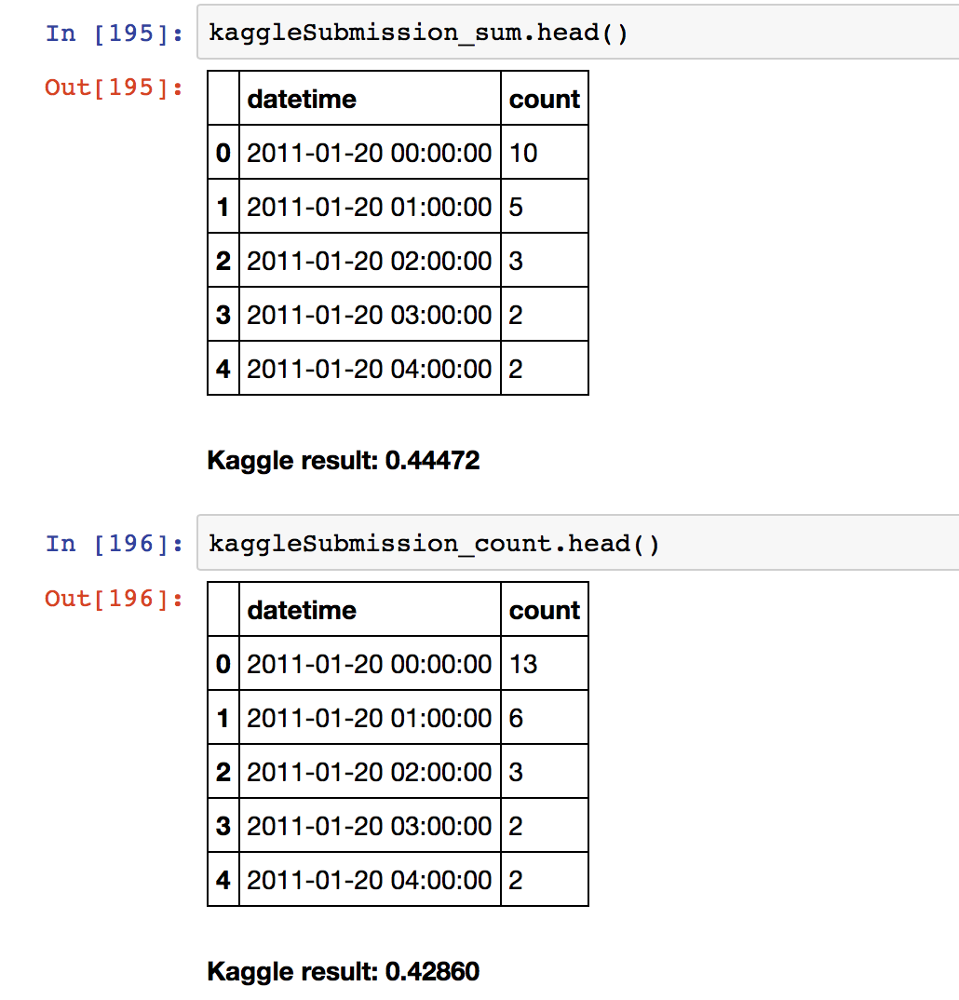 In [195]: kaggleSubmission_sum.head()
Out[195]:
datetime count
0 2011-01-20 00:00:00 10
1 2011-01-20 01:00:00 5
2 2011-01-20 02:00:00 3
3 2011-01-20 03:00:00 2
4 2011-01-20 04:00:00 2
Kaggle result: 0.44472
In [196]: kaggleSubmission_count.head()
Out[196]:
datetime count
0 2011-01-20 00:00:00 13
1 2011-01-20 01:00:00 6
2 2011-01-20 02:00:00 3
3 2011-01-20 03:00:00 2
4 2011-01-20 04:00:00 2
Kaggle result: 0.42860